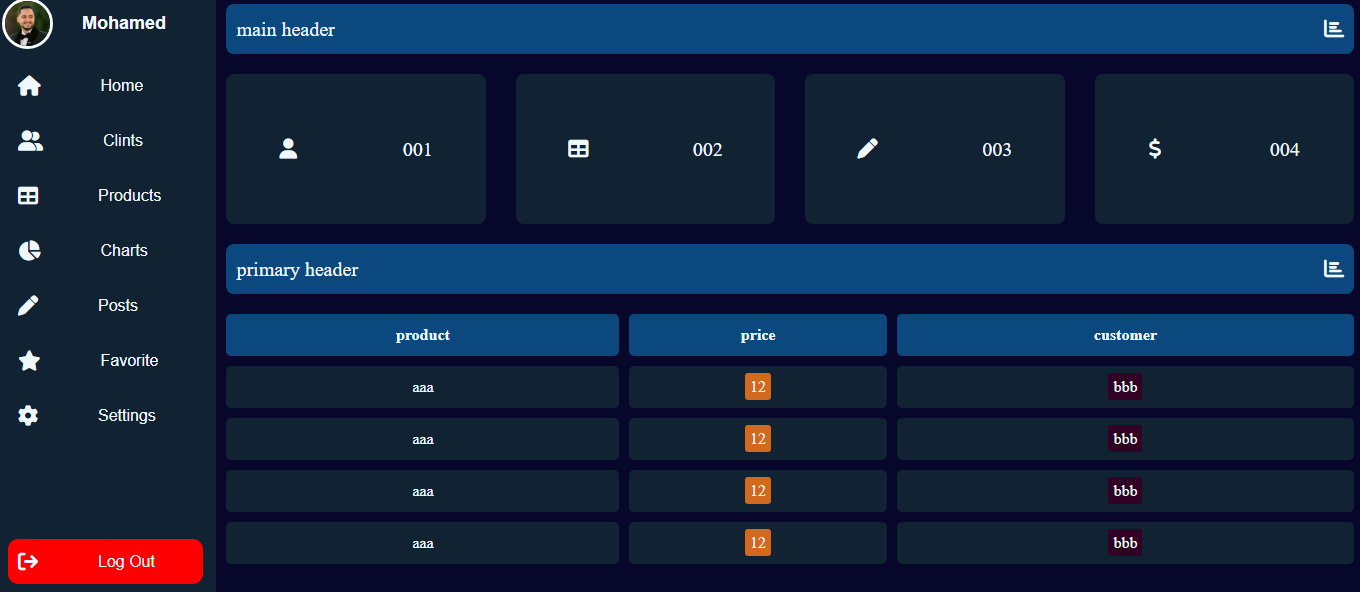 Mohamed
Home
Clints
Products
Charts
Posts
Favorite
Settings
Log Out
main header
001 002 003 004
primary header
product price customer
aaa 12 bbb
aaa 12 bbb
aaa 12 bbb
aaa 12 bbb